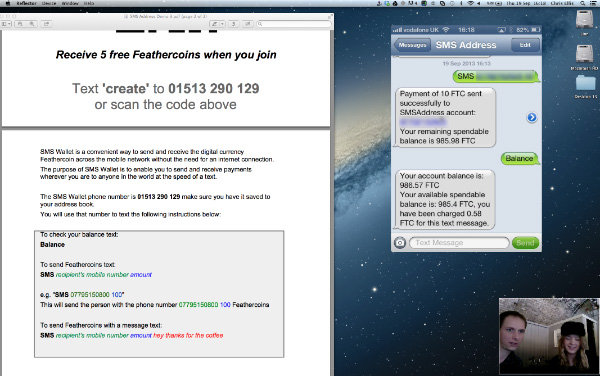 Reflector Device Window
Thu 19 Sep 16:18 Chris Ellis
SMS Address Demo 3.pdf (page 2 of 3)
Receive 5 free Feathercoins when you join
Text 'create' to 01513 290 129
or scan the code above
SMS Wallet is a convenient way to send and receive the digital currency
Feathercoin across the mobile network without the need for an internet connection.
The purpose of SMS Wallet is to enable you to send and receive payments
wherever you are to anyone in the world at the speed of a text.
The SMS Wallet phone number is 01513 290 129 make sure you have it saved to
your address book.
You will use that number to text the following instructions below:
To check your balance text:
Balance
To send Feathercoins text:
SMS recipient's mobile number amount
e.g. "SMS 07795150800 100"
This will send the person with the phone number 07795150800 100 Feathercoins
To send Feathercoins with a message text:
SMS recipient's mobile number amount hey thanks for the coffee
vodafone UK 16:18 82%
Messages SMS Address Edit
19 Sep 2013 16:13
SMS
Payment of 10 FTC sent
successfully to
SMSAddress account:
Your remaining spendable
balance is 985.98 FTC
Balance
Your account balance is:
986.57 FTC
Your available spendable
balance is: 985.4 FTC, you
have been charged 0.58
FTC for this text message.
Text Message Send